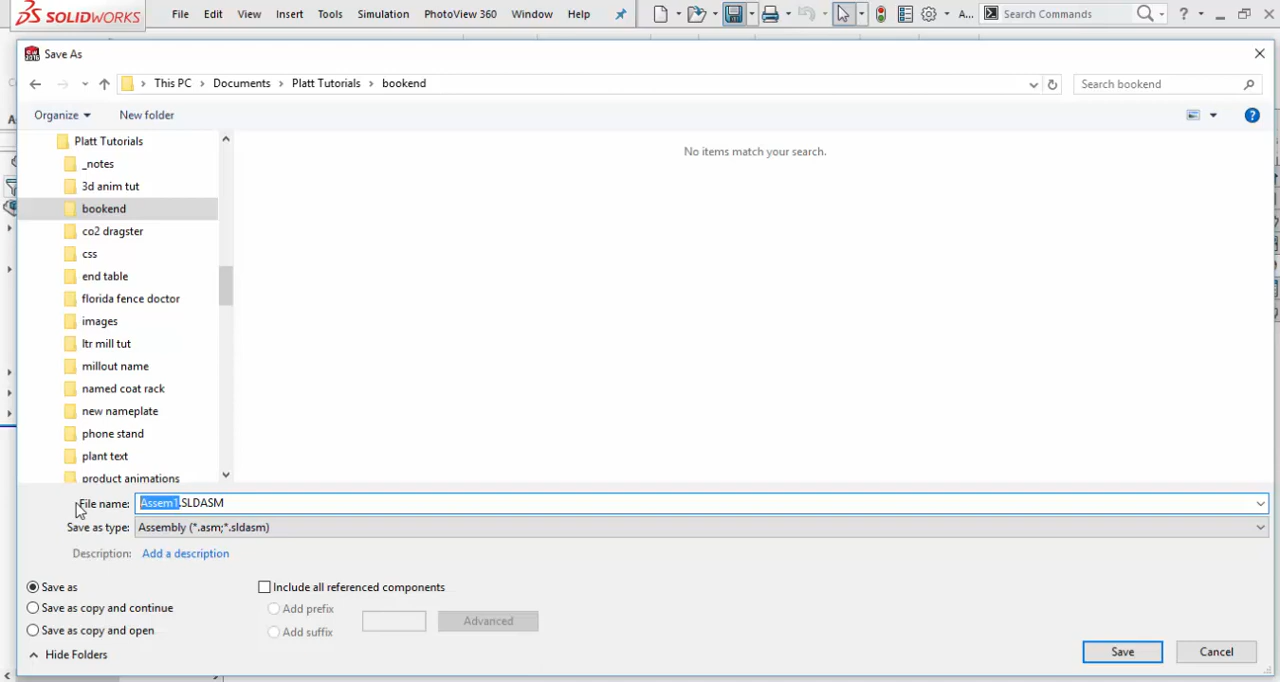 SOLIDWORKS File Edit View Insert Tools Simulation PhotoView 360 Window Help A... Search Commands ?
Save As
This PC > Documents > Platt Tutorials > bookend Search bookend
Organize New folder ?
Platt Tutorials
No items match your search.
_notes
3d anim tut
bookend
co2 dragster
css
end table
florida fence doctor
images
ltr mill tut
millout name
named coat rack
new nameplate
phone stand
plant text
product animations
File name: Assem1.SLDASM
Save as type: Assembly (*.asm;*.sldasm)
Description: Add a description
Save as
Include all referenced components
Save as copy and continue
Add prefix
Advanced
Save as copy and open
Add suffix
Hide Folders
Save Cancel